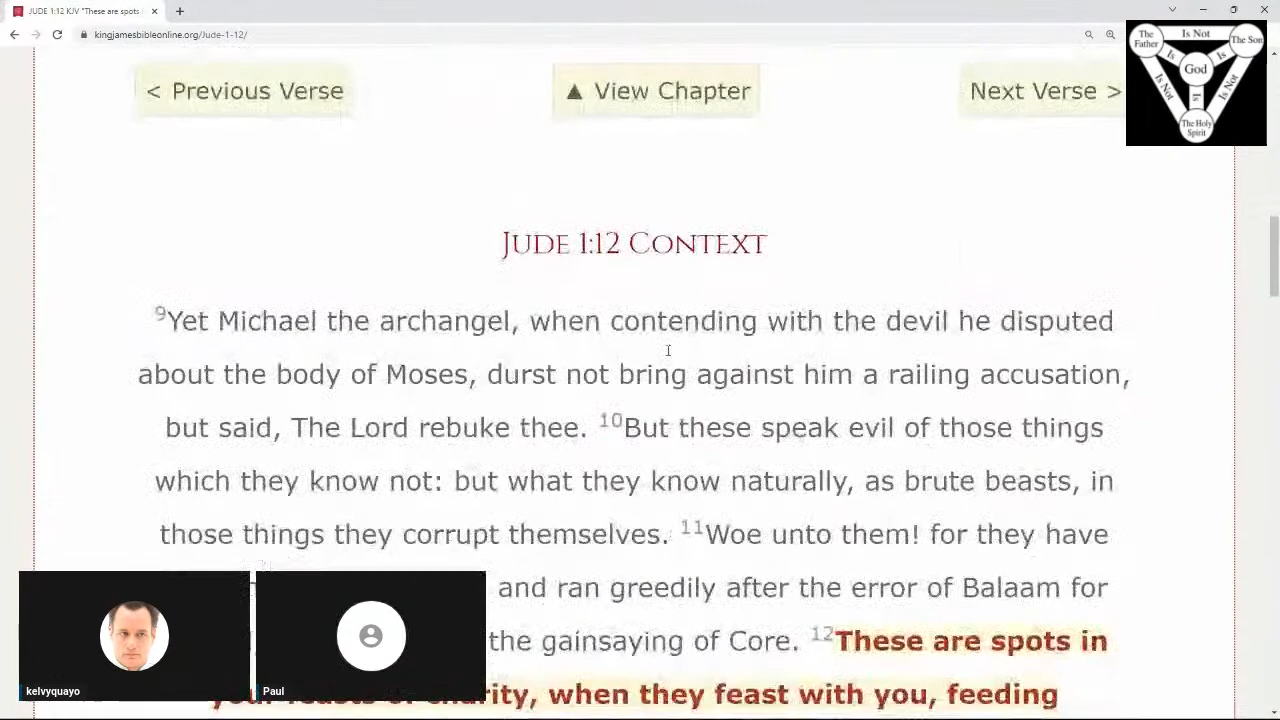 JUDE 1:12 KJV "These are spots
kingjamesbibleonline.org/Jude-1-12/
< Previous Verse
▲ View Chapter
Next Verse >
The Father
Is Not
The Son
Is
Is
God
Is Not
Is
Is Not
The Holy Spirit
JUDE 1:12 CONTEXT
9Yet Michael the archangel, when contending with the devil he disputed
about the body of Moses, durst not bring against him a railing accusation,
but said, The Lord rebuke thee. 10But these speak evil of those things
which they know not: but what they know naturally, as brute beasts, in
those things they corrupt themselves. 11Woe unto them! for they have
and ran greedily after the error of Balaam for
the gainsaying of Core. 12These are spots in
your feasts of charity, when they feast with you, feeding
kelvyquayo
Paul